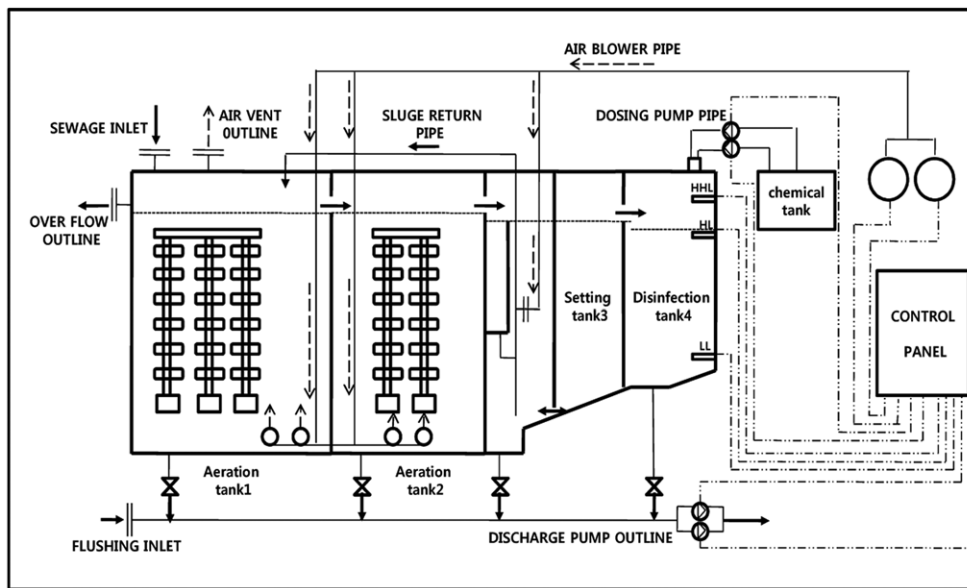 AIR BLOWER PIPE
SEWAGE INLET
AIR VENT
OUTLINE
SLUGE RETURN
PIPE
DOSING PUMP PIPE
chemical
tank
OVER FLOW
OUTLINE
HHL
HL
LL
Setting
tank3
Disinfection
tank4
CONTROL
PANEL
Aeration
tank1
Aeration
tank2
FLUSHING INLET
DISCHARGE PUMP OUTLINE